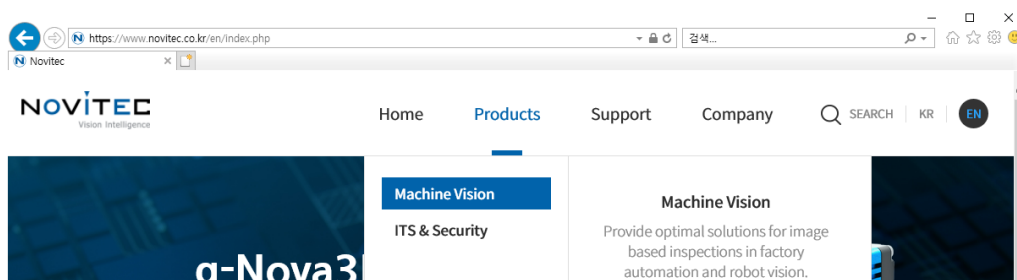 https://www.novitec.co.kr/en/index.php
검색...
Novitec
NOVITEC
Vision Intelligence
Home Products Support Company SEARCH KR EN
Machine Vision
ITS & Security
Machine Vision
Provide optimal solutions for image
based inspections in factory
automation and robot vision.